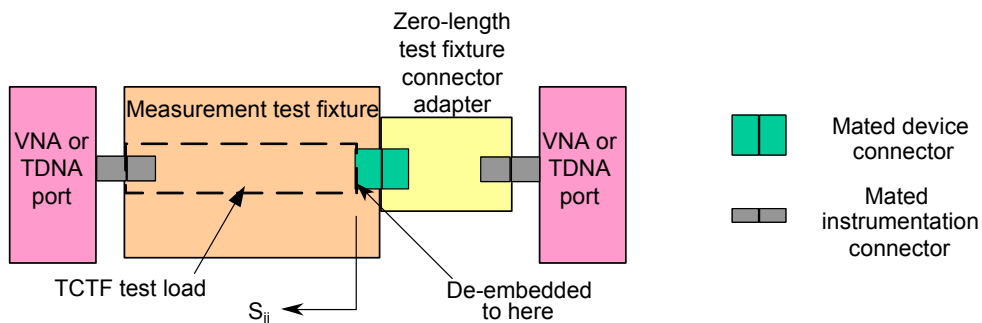 Zero-length
test fixture
connector
adapter
Measurement test fixture
VNA or
TDNA
port
VNA or
TDNA
port
TCTF test load
De-embedded
to here
Sij
Mated device
connector
Mated
instrumentation
connector